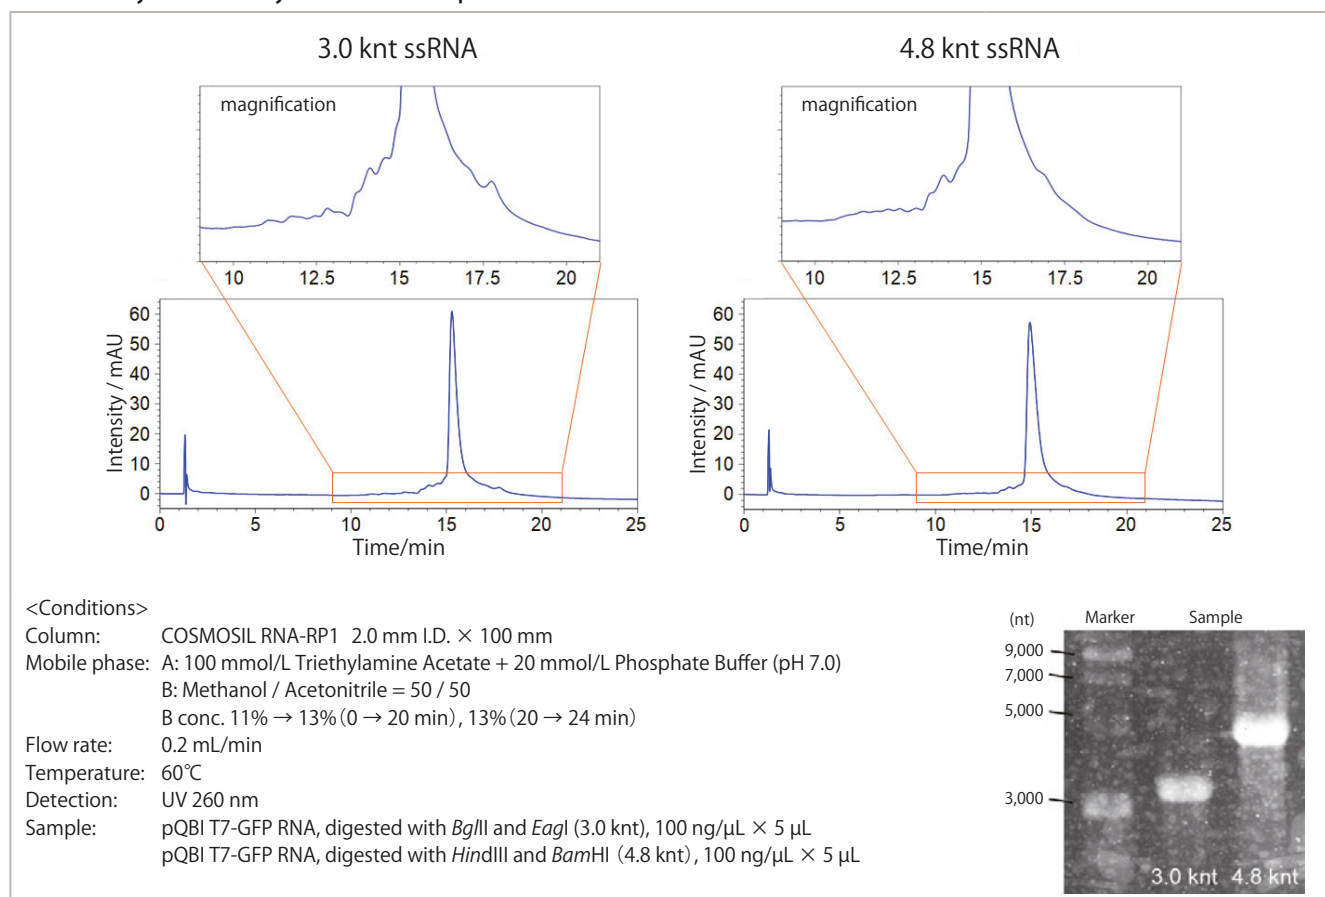 3.0 knt ssRNA
4.8 knt ssRNA
magnification
10 12.5 15 17.5 20
magnification
10 12.5 15 17.5 20
Intensity / mAU
60
50
40
30
20
10
0
0 5 10 15 20 25
Time/min
Intensity / mAU
60
50
40
30
20
10
0
0 5 10 15 20 25
Time/min
<Conditions>
Column: COSMOSIL RNA-RP1 2.0 mm I.D. × 100 mm
Mobile phase: A: 100 mmol/L Triethylamine Acetate + 20 mmol/L Phosphate Buffer (pH 7.0)
B: Methanol / Acetonitrile = 50 / 50
B conc. 11% → 13%(0 → 20 min), 13%(20 → 24 min)
Flow rate: 0.2 mL/min
Temperature: 60℃
Detection: UV 260 nm
Sample: pQBI T7-GFP RNA, digested with BglII and EagI (3.0 knt), 100 ng/μL × 5 μL
pQBI T7-GFP RNA, digested with HindIII and BamHI (4.8 knt), 100 ng/μL × 5 μL
(nt) Marker Sample
9,000
7,000
5,000
3,000
3.0 knt 4.8 knt